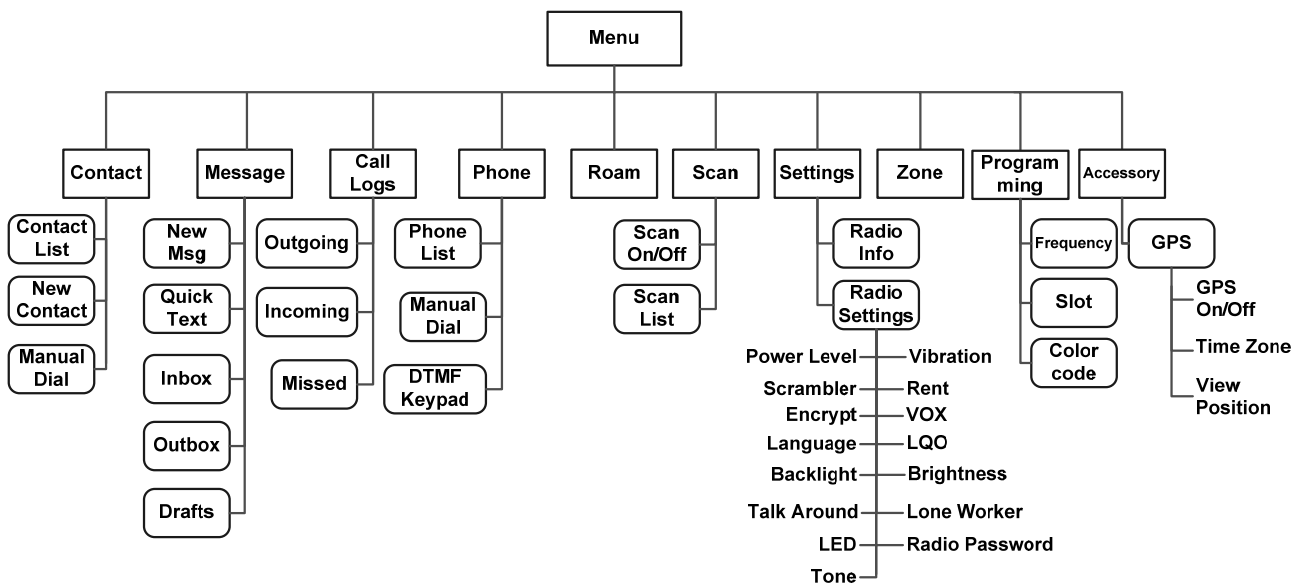 Menu
Contact
Message
Call
Logs
Phone
Roam
Scan
Settings
Zone
Program
ming
Accessory
Contact
List
New
Contact
Manual
Dial
New
Msg
Quick
Text
Inbox
Outbox
Drafts
Outgoing
Incoming
Missed
Phone
List
Manual
Dial
DTMF
Keypad
Scan
On/Off
Scan
List
Radio
Info
Radio
Settings
Power Level
Vibration
Scrambler
Rent
Encrypt
VOX
Language
LQO
Backlight
Brightness
Talk Around
Lone Worker
LED
Radio Password
Tone
Frequency
Slot
Color
code
GPS
GPS
On/Off
Time Zone
View
Position